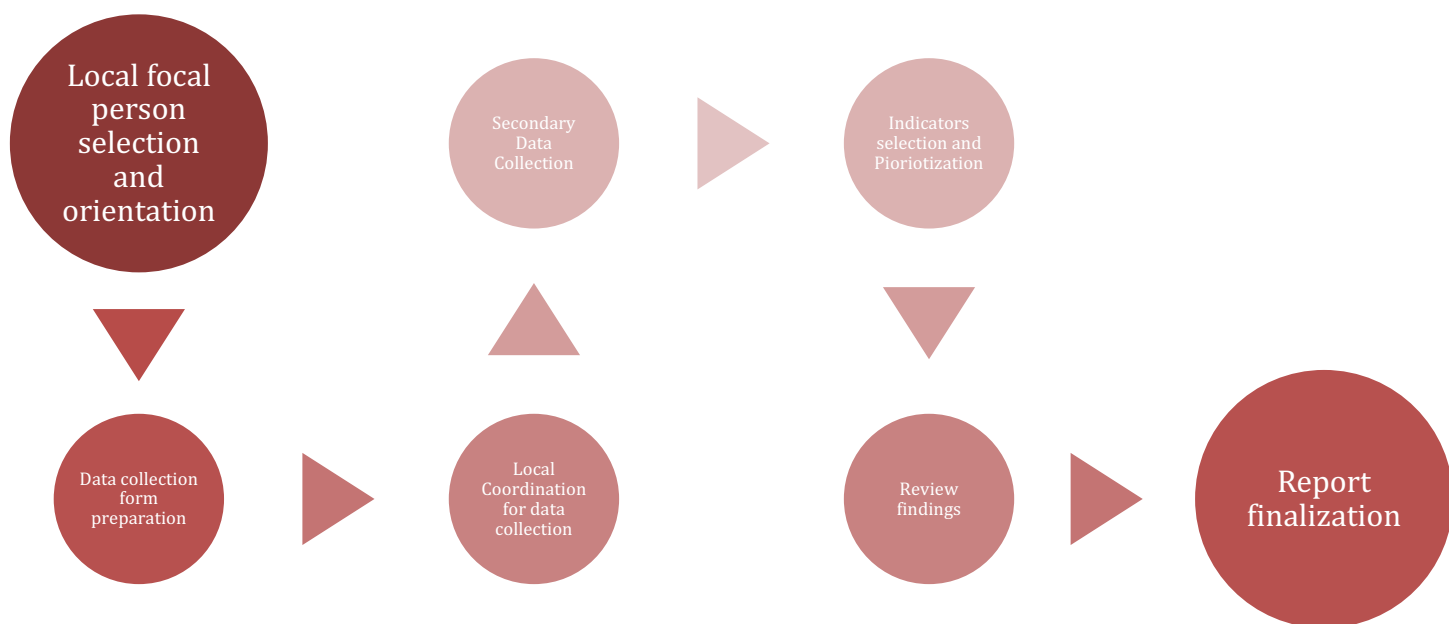 Local focal
person
selection
and
orientation
Data collection
form
preparation
Local
Coordination
for data
collection
Secondary
Data
Collection
Indicators
selection and
Pioriotization
Review
findings
Report
finalization